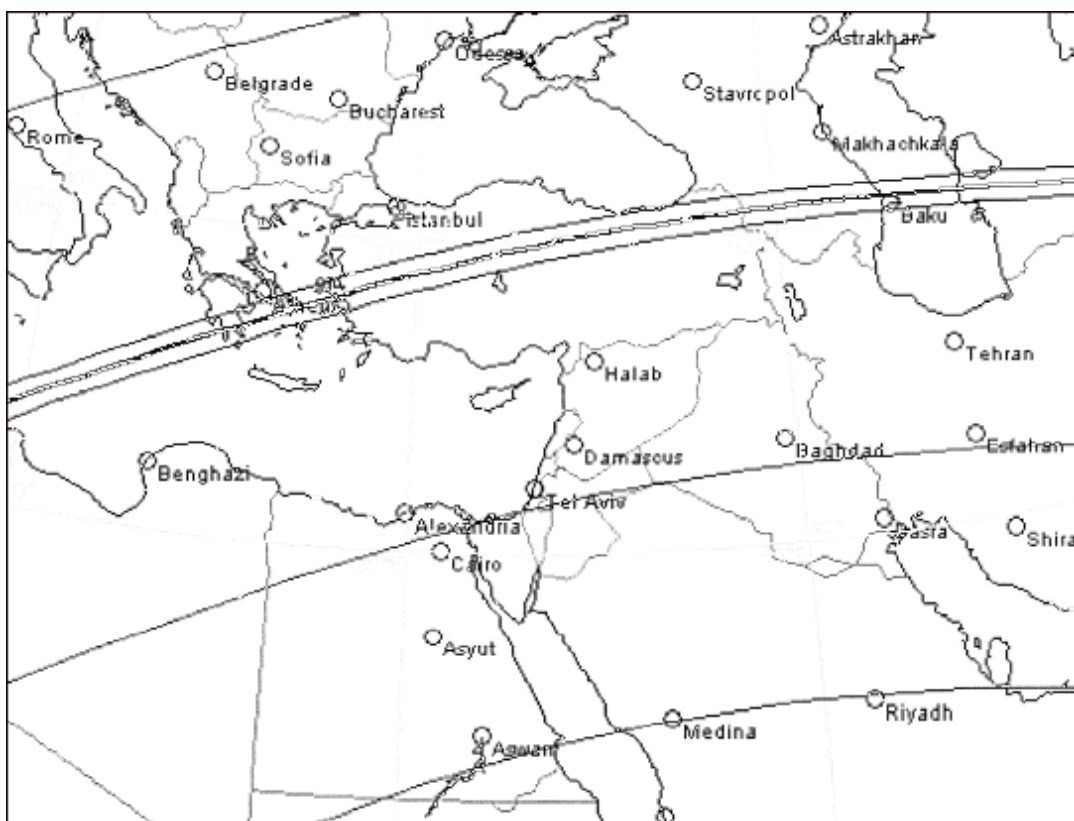 Astrakhan
Odessa
Belgrade
Stavropol
Bucharest
Rome
Makhachkala
Sofia
Istanbul
Baku
Tehran
Halab
Esfahan
Baghdad
Damascus
Benghazi
Tel Aviv
Alexandria
Basra
Shira
Cairo
Asyut
Riyadh
Medina
Aswan